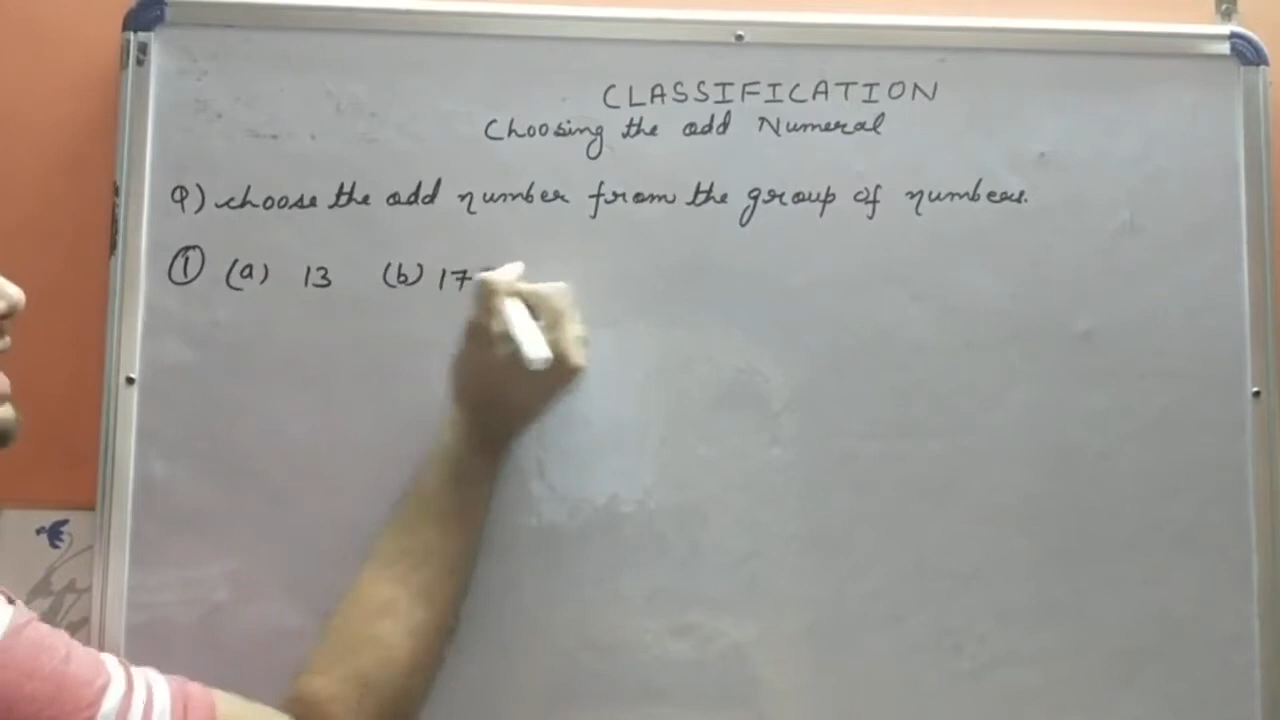 CLASSIFICATION
Choosing the odd Numeral
Q) choose the odd number from the group of numbers.
① (a) 13 (b) 17